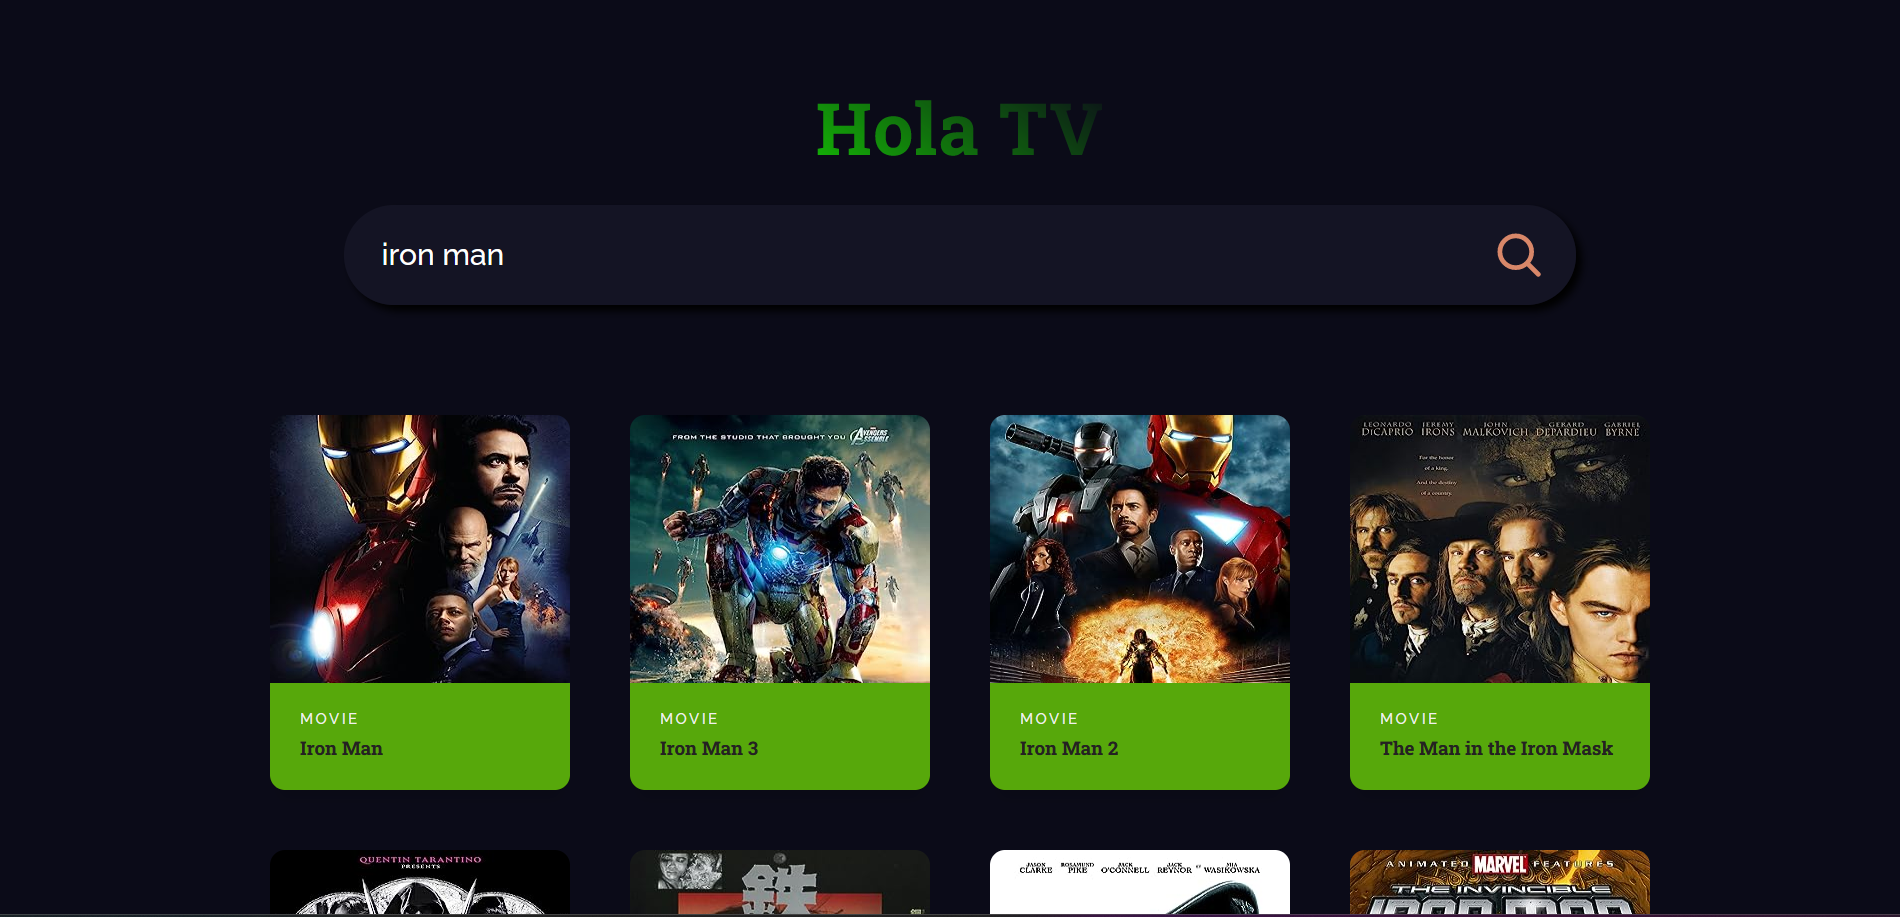 Hola TV
iron man
FROM THE STUDIO THAT BROUGHT YOU AVENGERS ASSEMBLE
LEONARDO DiCAPRIO JEREMY IRONS JOHN MALKOVICH GERARD DEPARDIEU GABRIEL BYRNE
For the honor
of a king.
And the destiny
of a country.
MOVIE
Iron Man
MOVIE
Iron Man 3
MOVIE
Iron Man 2
MOVIE
The Man in the Iron Mask
QUENTIN TARANTINO
PRESENTS
鉄
JASON CLARKE ROSAMUND PIKE JACK O'CONNELL JACK REYNOR MIA WASIKOWSKA
ANIMATED MARVEL FEATURES
THE INVINCIBLE
IRON MAN